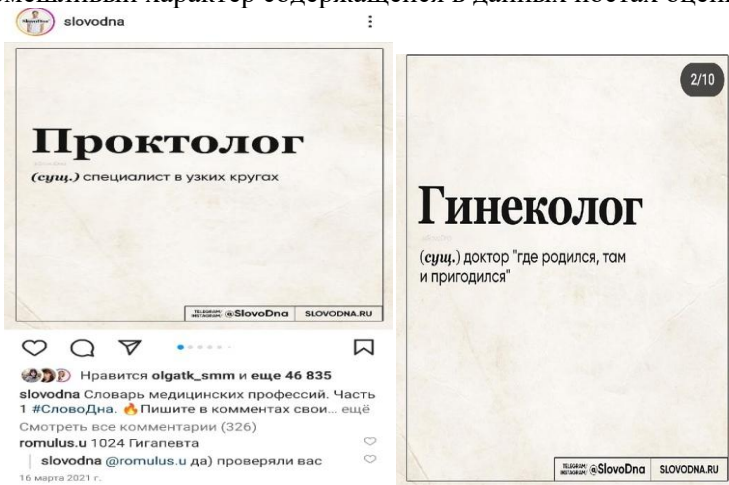 смешливый характер содержащейся в данных постах оцен
slovodna
Проктолог
(сущ.) специалист в узких кругах
TELEGRAM/
INSTAGRAM/ @SlovoDna SLOVODNA.RU
Нравится olgatk_smm и еще 46 835
slovodna Словарь медицинских профессий. Часть
1 #СловоДна. 🔥Пишите в комментах свои... ещё
Смотреть все комментарии (326)
romulus.u 1024 Гигапевта
slovodna @romulus.u да) проверяли вас
16 марта 2021 г.
2/10
Гинеколог
(сущ.) доктор "где родился, там
и пригодился"
TELEGRAM/
INSTAGRAM/ @SlovoDna SLOVODNA.RU